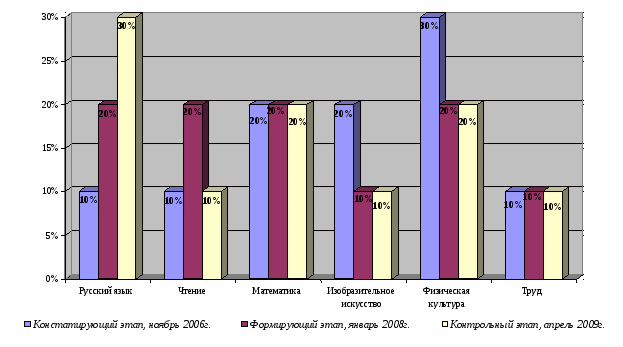 30%
25%
20%
15%
10%
5%
0%
10% 20% 30%
10% 20% 10%
20% 20% 20%
20% 10% 10%
30% 20% 20%
10% 10% 10%
Русский язык
Чтение
Математика
Изобразительное
искусство
Физическая
культура
Труд
Констатирующий этап, ноябрь 2006г.
Формирующий этап, январь 2008г.
Контрольный этап, апрель 2009г.